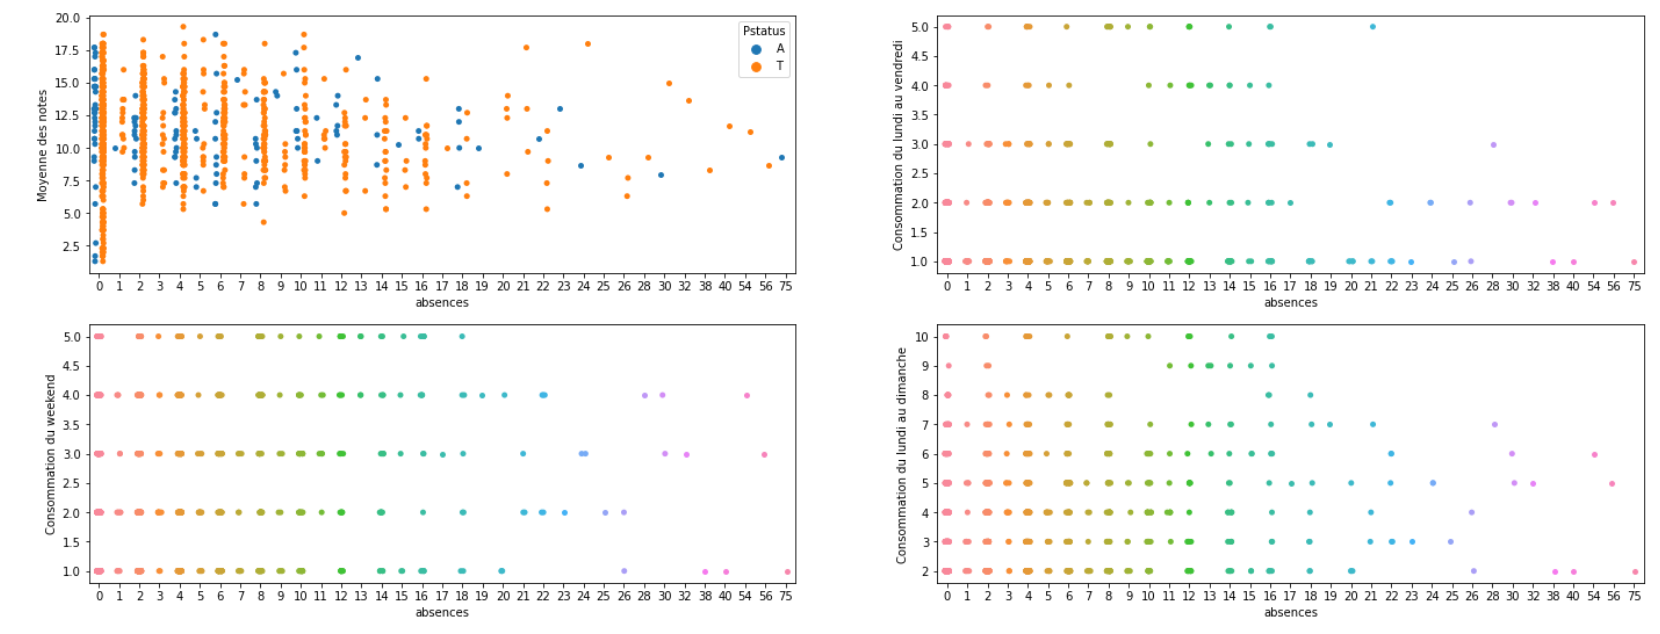 Moyenne des notes
20.0
17.5
15.0
12.5
10.0
7.5
5.0
2.5
Pstatus
A
T
0 1 2 3 4 5 6 7 8 9 10 11 12 13 14 15 16 17 18 19 20 21 22 23 24 25 26 28 30 32 38 40 54 56 75
absences
Consommation du lundi au vendredi
5.0
4.5
4.0
3.5
3.0
2.5
2.0
1.5
1.0
0 1 2 3 4 5 6 7 8 9 10 11 12 13 14 15 16 17 18 19 20 21 22 23 24 25 26 28 30 32 38 40 54 56 75
absences
Consommation du weekend
5.0
4.5
4.0
3.5
3.0
2.5
2.0
1.5
1.0
0 1 2 3 4 5 6 7 8 9 10 11 12 13 14 15 16 17 18 19 20 21 22 23 24 25 26 28 30 32 38 40 54 56 75
absences
Consommation du lundi au dimanche
10
9
8
7
6
5
4
3
2
0 1 2 3 4 5 6 7 8 9 10 11 12 13 14 15 16 17 18 19 20 21 22 23 24 25 26 28 30 32 38 40 54 56 75
absences